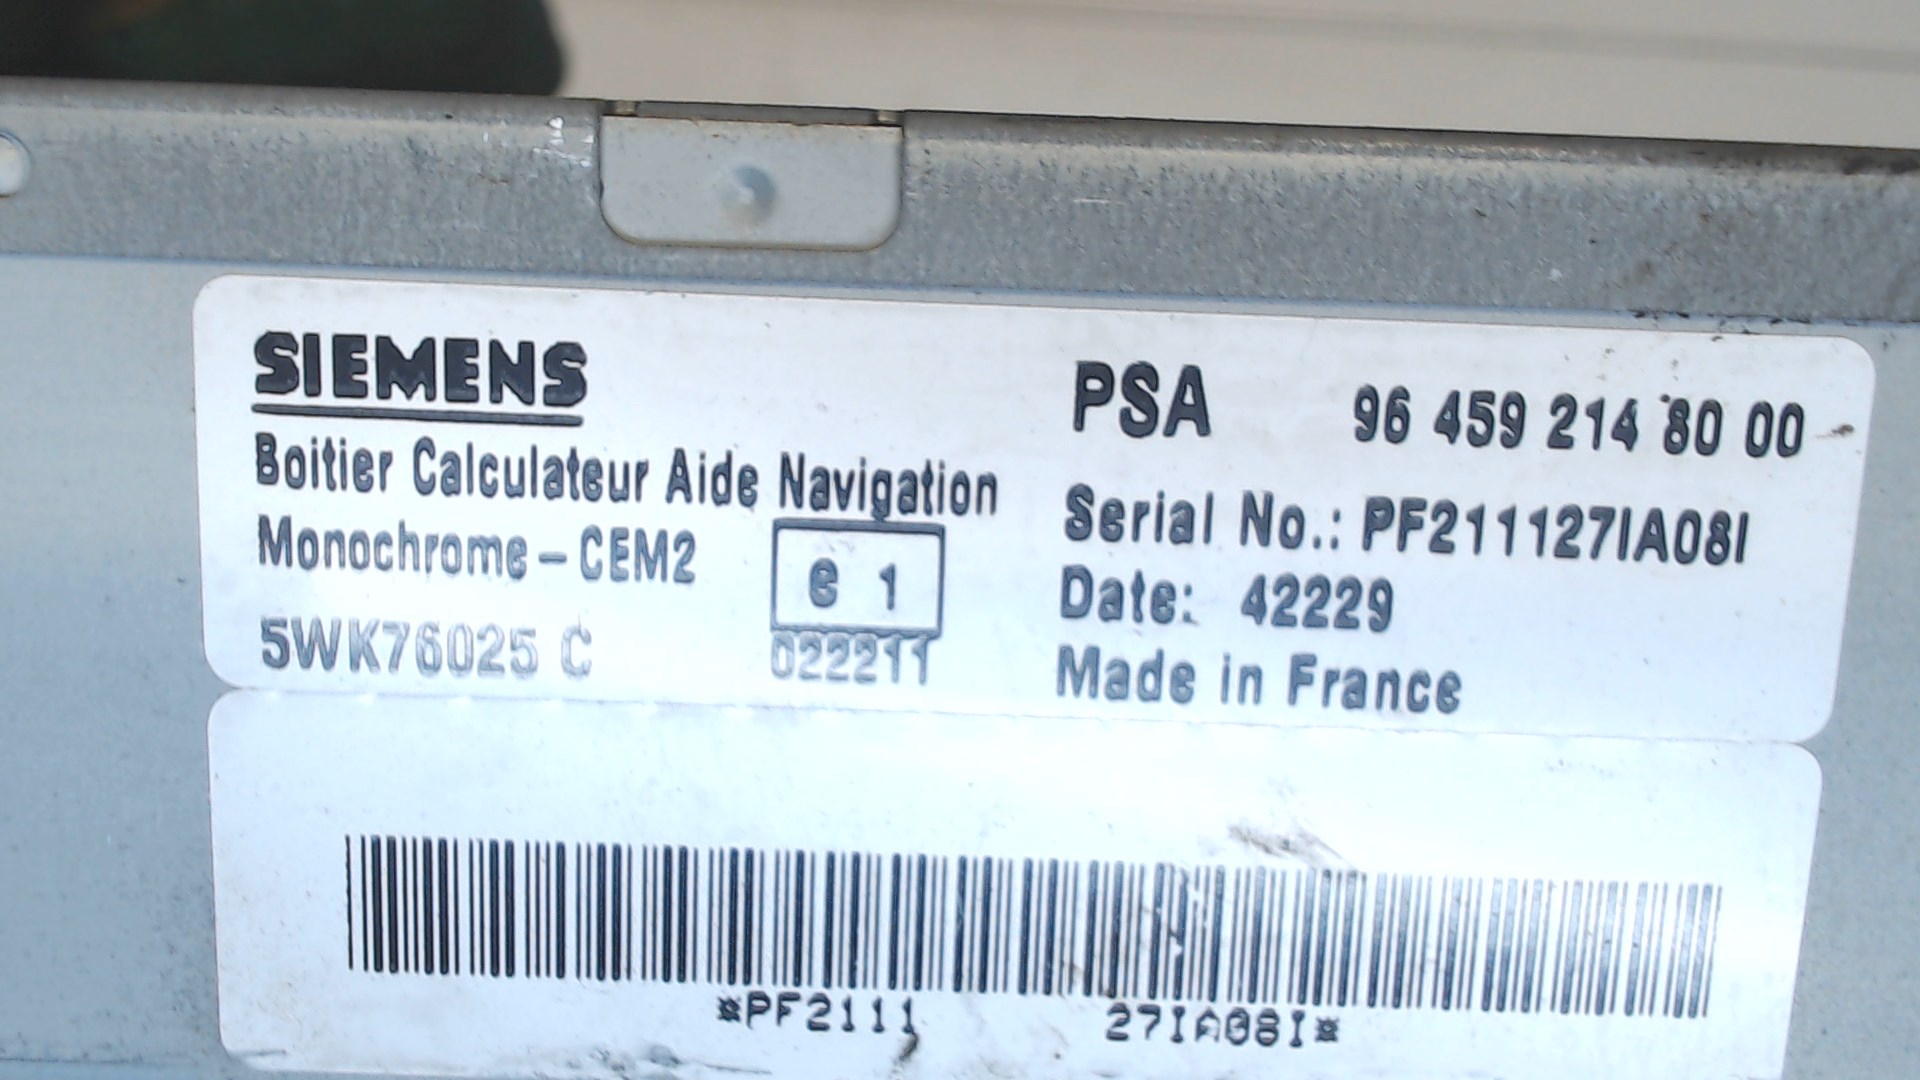 SIEMENS
Boitier Calculateur Aide Navigation
Monochrome - CEM2
e 1
5WK76025 C
022211
PSA 96 459 214 80 00
Serial No.: PF211127IA08I
Date: 42229
Made in France
*PF2111 27IA08I*